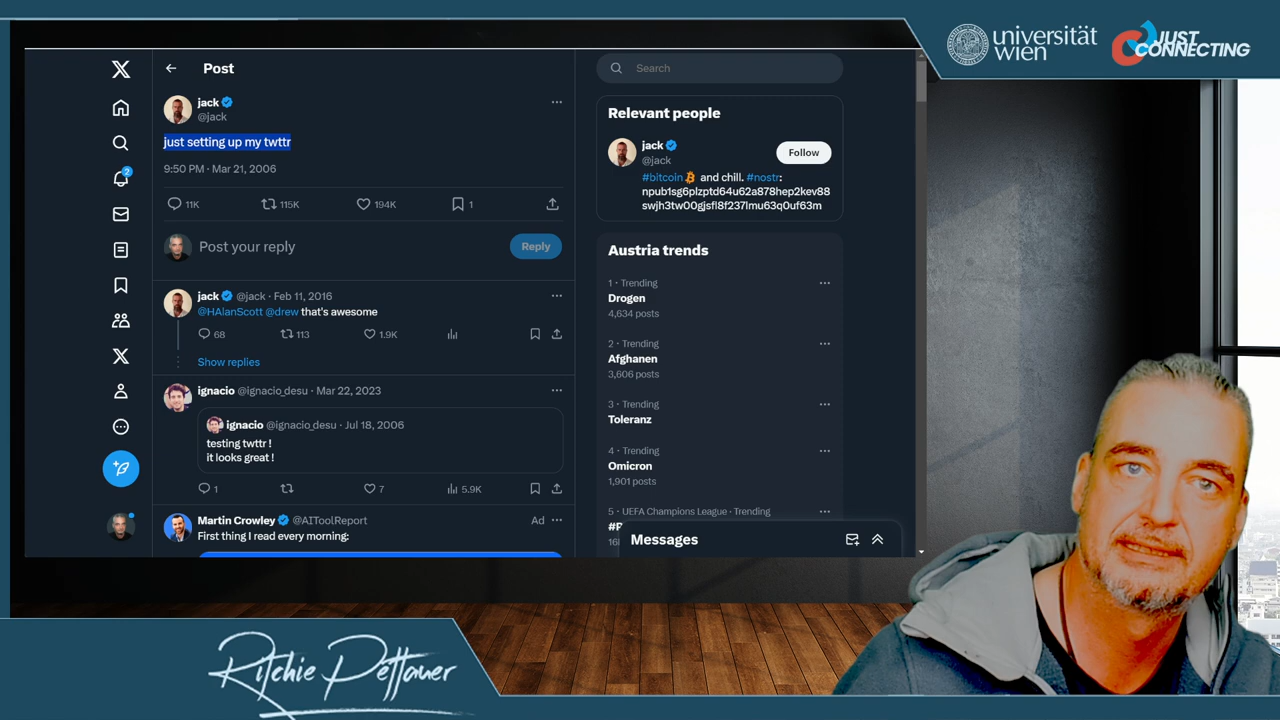 universität
wien
JUST
CONNECTING
Post
jack
@jack
just setting up my twttr
9:50 PM · Mar 21, 2006
11K 115K 194K 1
Post your reply
Reply
jack @jack · Feb 11, 2016
@HAlanScott @drew that's awesome
68 113 1.9K
Show replies
ignacio @ignacio_desu · Mar 22, 2023
ignacio @ignacio_desu · Jul 18, 2006
testing twttr !
it looks great !
1 7 5.9K
Martin Crowley @AIToolReport Ad
First thing I read every morning:
2
Search
Relevant people
jack
@jack
Follow
#bitcoin and chill. #nostr:
npub1sg6plzptd64u62a878hep2kev88
swjh3tw00gjsfl8f237lmu63q0uf63m
Austria trends
1 · Trending
Drogen
4,634 posts
2 · Trending
Afghanen
3,606 posts
3 · Trending
Toleranz
4 · Trending
Omicron
1,901 posts
5 · UEFA Champions League · Trending
Messages
Ritchie Pettauer